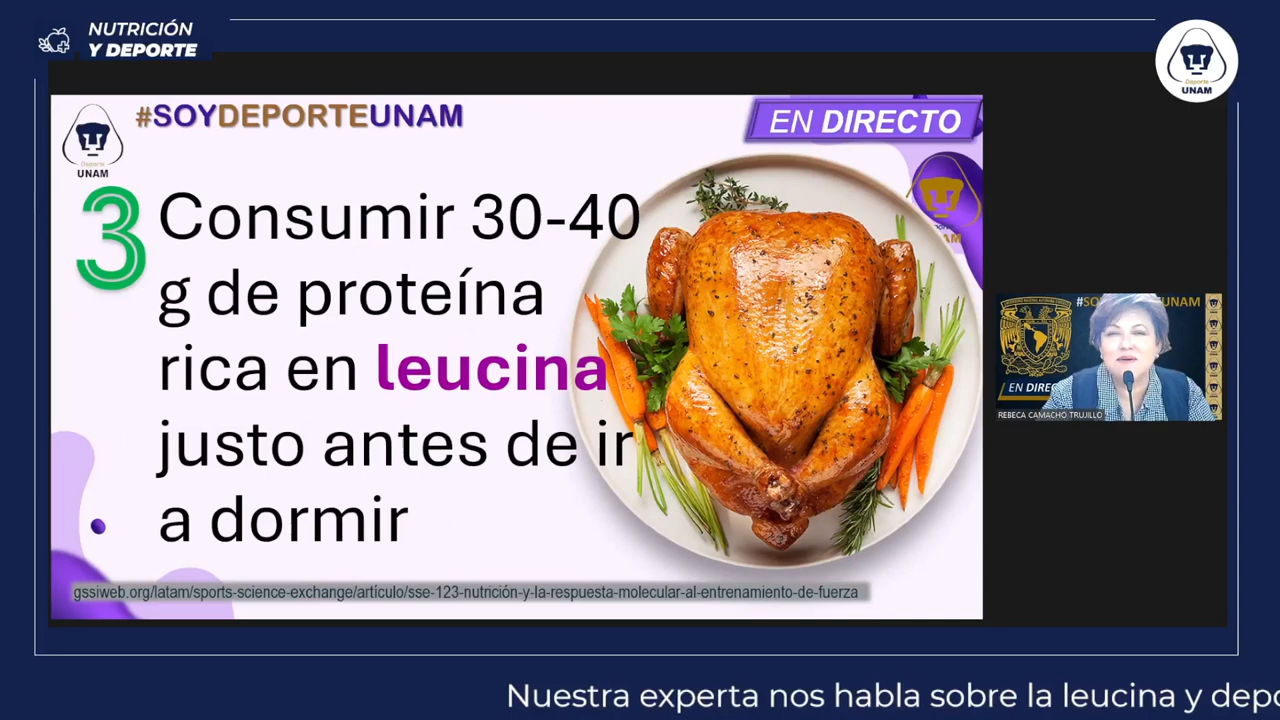 NUTRICIÓN
Y DEPORTE
Deporte
UNAM
#SOYDEPORTEUNAM
EN DIRECTO
Deporte
UNAM
3
Consumir 30-40
g de proteína
rica en leucina
justo antes de ir
a dormir
gssiweb.org/latam/sports-science-exchange/artículo/sse-123-nutrición-y-la-respuesta-molecular-al-entrenamiento-de-fuerza
REBECA CAMACHO TRUJILLO
Nuestra experta nos habla sobre la leucina y depo